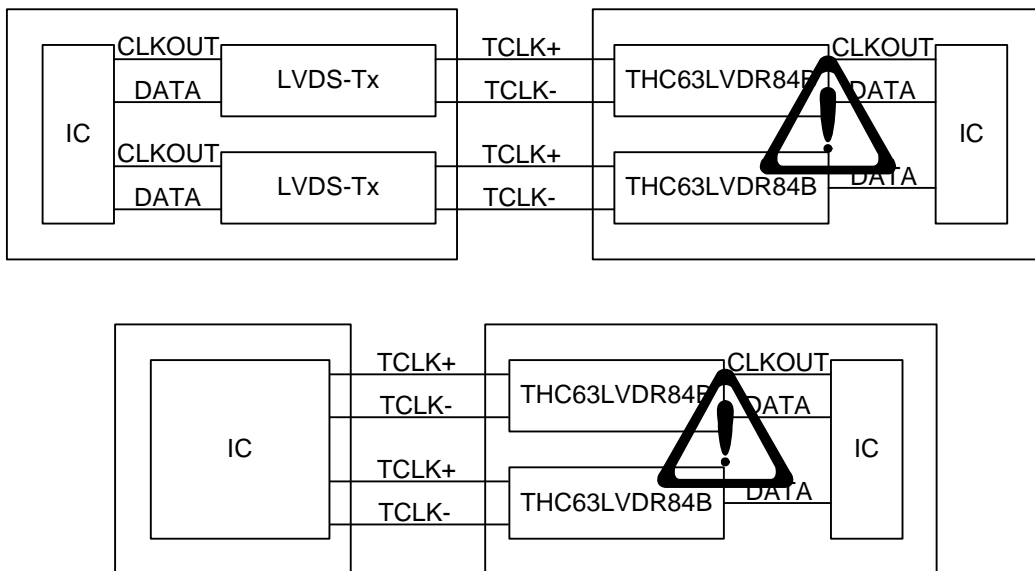 CLKOUT
LVDS-Tx
DATA
TCLK+
TCLK-
THC63LVDR84B
CLKOUT
DATA
IC
IC
CLKOUT
LVDS-Tx
DATA
TCLK+
TCLK-
THC63LVDR84B
DATA
TCLK+
TCLK-
THC63LVDR84B
CLKOUT
DATA
IC
IC
TCLK+
TCLK-
THC63LVDR84B
DATA